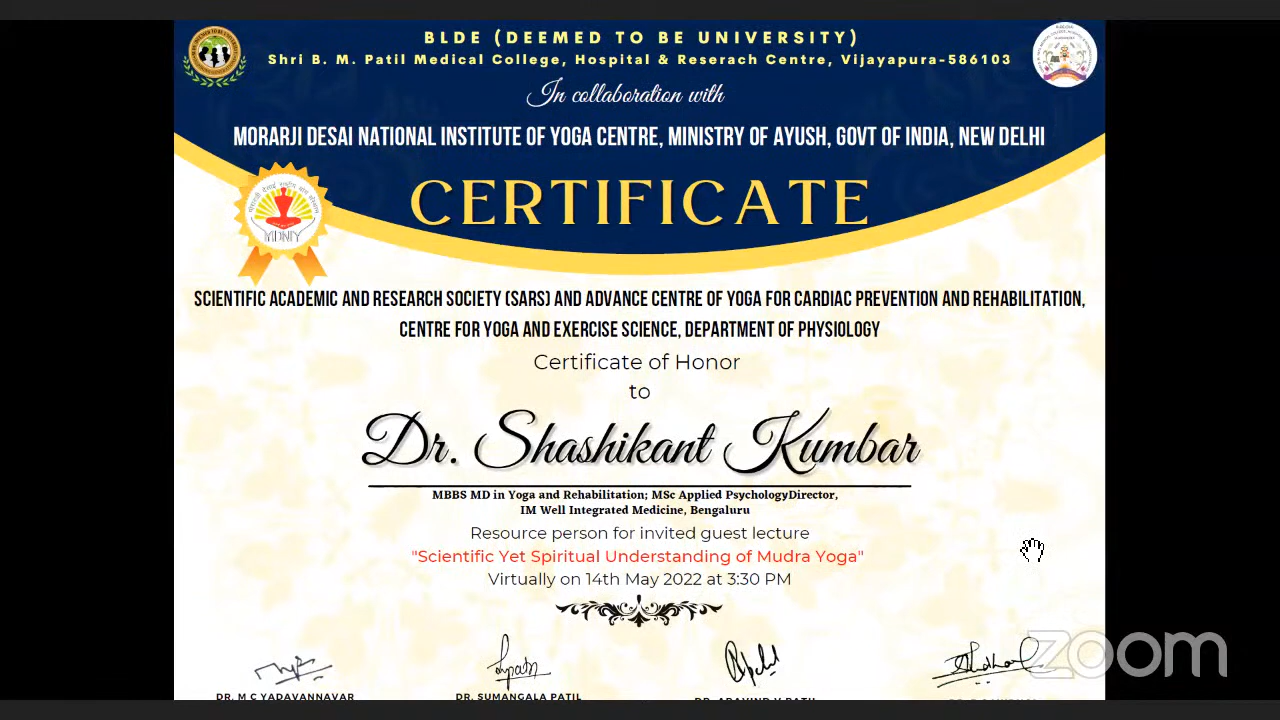 BLDE (DEEMED TO BE UNIVERSITY)
Shri B. M. Patil Medical College, Hospital & Reserach Centre, Vijayapura-586103
In collaboration with
MORARJI DESAI NATIONAL INSTITUTE OF YOGA CENTRE, MINISTRY OF AYUSH, GOVT OF INDIA, NEW DELHI
CERTIFICATE
MDNIY
SCIENTIFIC ACADEMIC AND RESEARCH SOCIETY (SARS) AND ADVANCE CENTRE OF YOGA FOR CARDIAC PREVENTION AND REHABILITATION,
CENTRE FOR YOGA AND EXERCISE SCIENCE, DEPARTMENT OF PHYSIOLOGY
Certificate of Honor
to
Dr. Shashikant Kumbar
MBBS MD in Yoga and Rehabilitation; MSc Applied PsychologyDirector,
IM Well Integrated Medicine, Bengaluru
Resource person for invited guest lecture
"Scientific Yet Spiritual Understanding of Mudra Yoga"
Virtually on 14th May 2022 at 3:30 PM
zoom
DR. M C YADAVANNAVAR DR. SUMANGALA PATIL DR. ARAVIND V PATIL